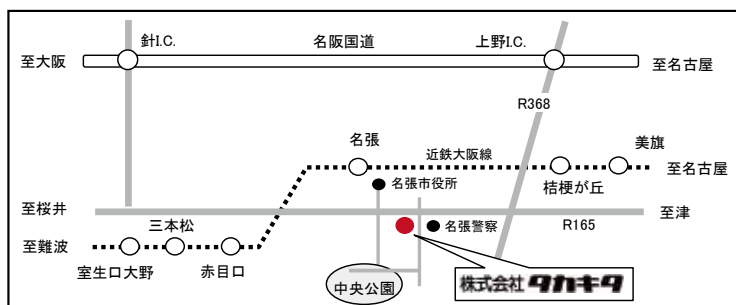 針I.C.
名阪国道
上野I.C.
至大阪
至名古屋
R368
名張
近鉄大阪線
美旗
至名古屋
名張市役所
桔梗が丘
至桜井
至津
三本松
名張警察
R165
至難波
室生口大野
赤目口
中央公園
株式会社 タカキタ